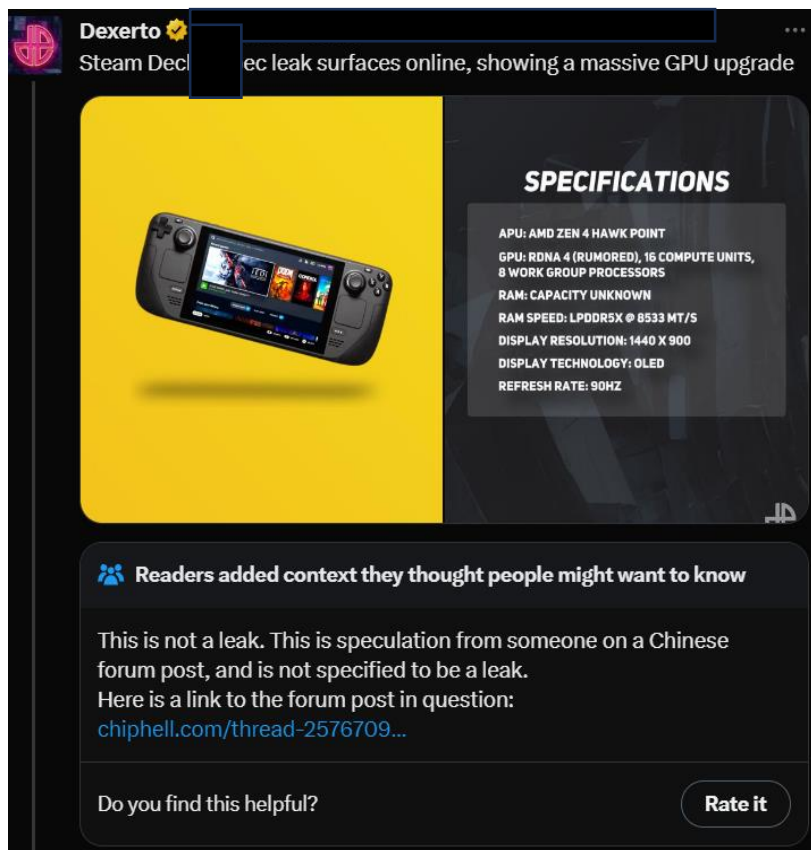 Dexerto
Steam Dec ec leak surfaces online, showing a massive GPU upgrade
SPECIFICATIONS
APU: AMD ZEN 4 HAWK POINT
GPU: RDNA 4 (RUMORED), 16 COMPUTE UNITS,
8 WORK GROUP PROCESSORS
RAM: CAPACITY UNKNOWN
RAM SPEED: LPDDR5X @ 8533 MT/S
DISPLAY RESOLUTION: 1440 X 900
DISPLAY TECHNOLOGY: OLED
REFRESH RATE: 90HZ
Readers added context they thought people might want to know
This is not a leak. This is speculation from someone on a Chinese
forum post, and is not specified to be a leak.
Here is a link to the forum post in question:
chiphell.com/thread-2576709...
Do you find this helpful?
Rate it